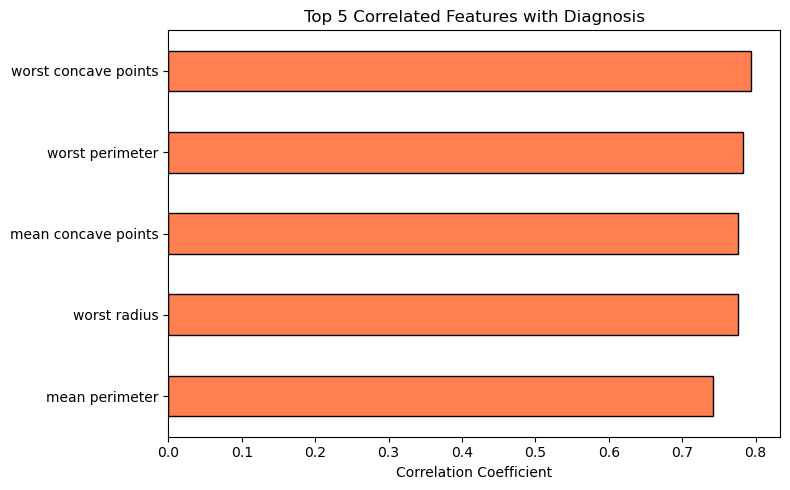 Top 5 Correlated Features with Diagnosis
worst concave points
worst perimeter
mean concave points
worst radius
mean perimeter
0.0 0.1 0.2 0.3 0.4 0.5 0.6 0.7 0.8
Correlation Coefficient